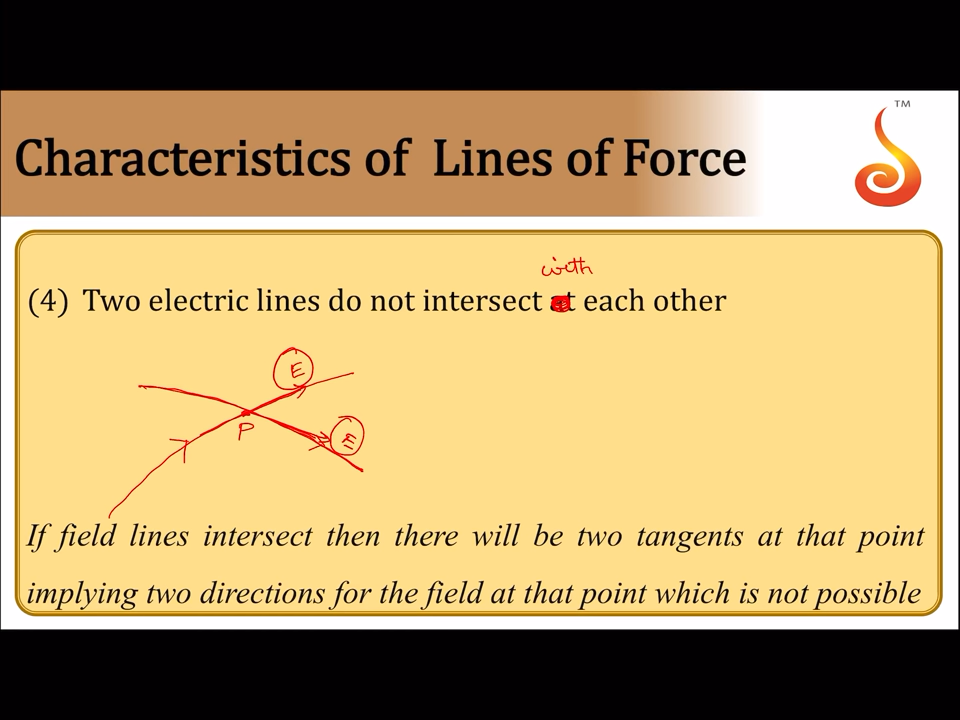 TM
Characteristics of Lines of Force
with
(4) Two electric lines do not intersect at each other
E
E
P
If field lines intersect then there will be two tangents at that point
implying two directions for the field at that point which is not possible